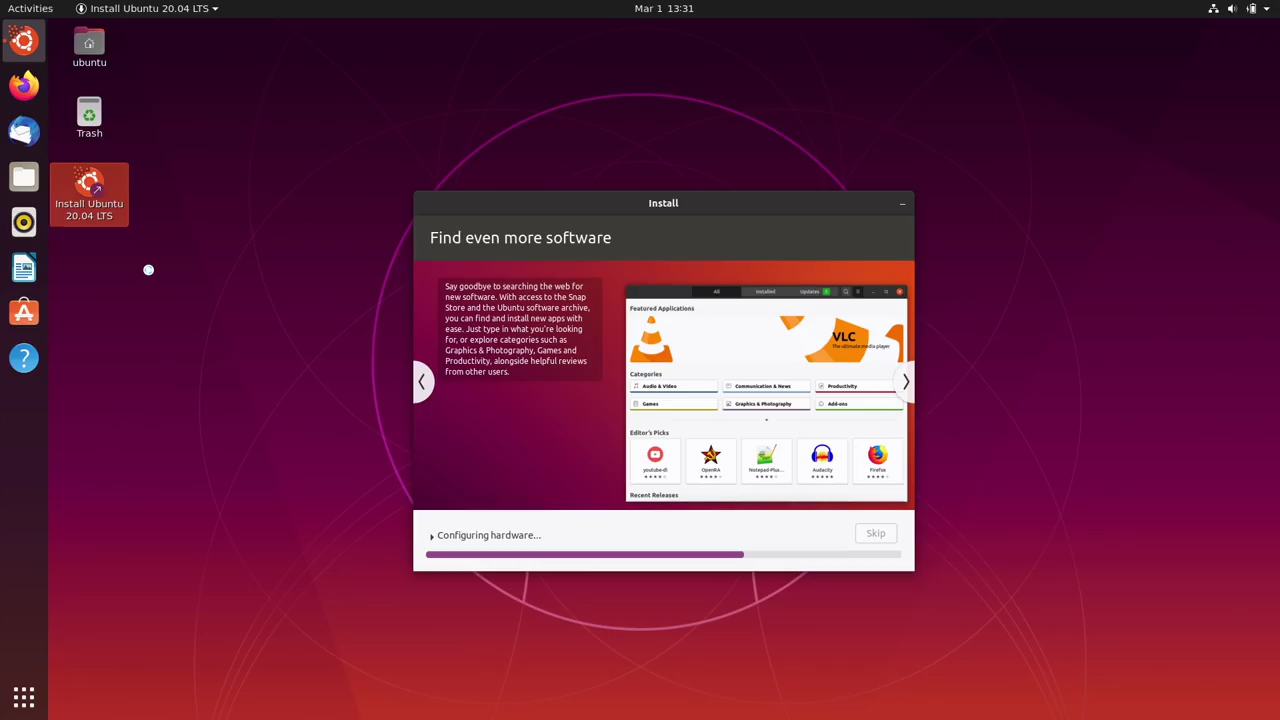 Activities
Install Ubuntu 20.04 LTS
Mar 1 13:31
ubuntu
Trash
Install Ubuntu
20.04 LTS
Install
Find even more software
Say goodbye to searching the web for
new software. With access to the Snap
Store and the Ubuntu software archive,
you can find and install new apps with
ease. Just type in what you're looking
for, or explore categories such as
Graphics & Photography, Games and
Productivity, alongside helpful reviews
from other users.
All
Installed
Updates
Featured Applications
VLC
The ultimate media player
Categories
Audio & Video
Communication & News
Productivity
Games
Graphics & Photography
Add-ons
Editor's Picks
youtube-dl
OpenRA
Notepad-Plus...
Audacity
Firefox
Recent Releases
Configuring hardware...
Skip